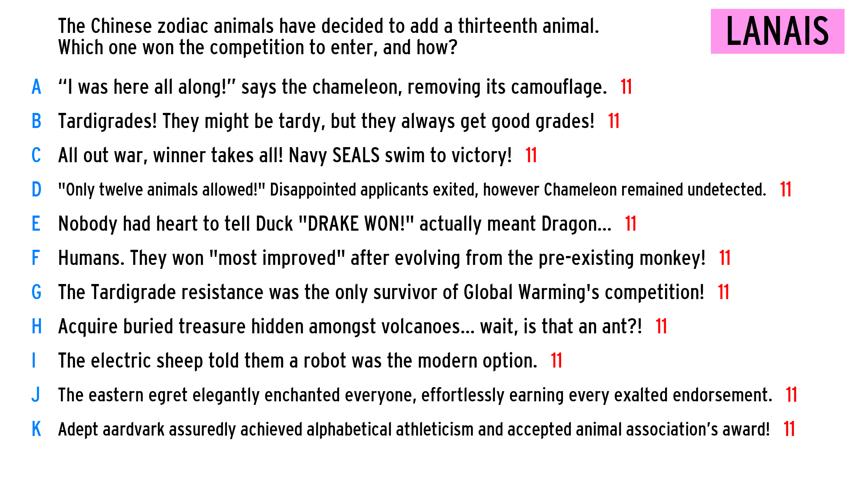 The Chinese zodiac animals have decided to add a thirteenth animal.
Which one won the competition to enter, and how?
LANAIS
A “I was here all along!” says the chameleon, removing its camouflage. 11
B Tardigrades! They might be tardy, but they always get good grades! 11
C All out war, winner takes all! Navy SEALS swim to victory! 11
D "Only twelve animals allowed!" Disappointed applicants exited, however Chameleon remained undetected. 11
E Nobody had heart to tell Duck "DRAKE WON!" actually meant Dragon... 11
F Humans. They won "most improved" after evolving from the pre-existing monkey! 11
G The Tardigrade resistance was the only survivor of Global Warming's competition! 11
H Acquire buried treasure hidden amongst volcanoes... wait, is that an ant?! 11
I The electric sheep told them a robot was the modern option. 11
J The eastern egret elegantly enchanted everyone, effortlessly earning every exalted endorsement. 11
K Adept aardvark assuredly achieved alphabetical athleticism and accepted animal association’s award! 11